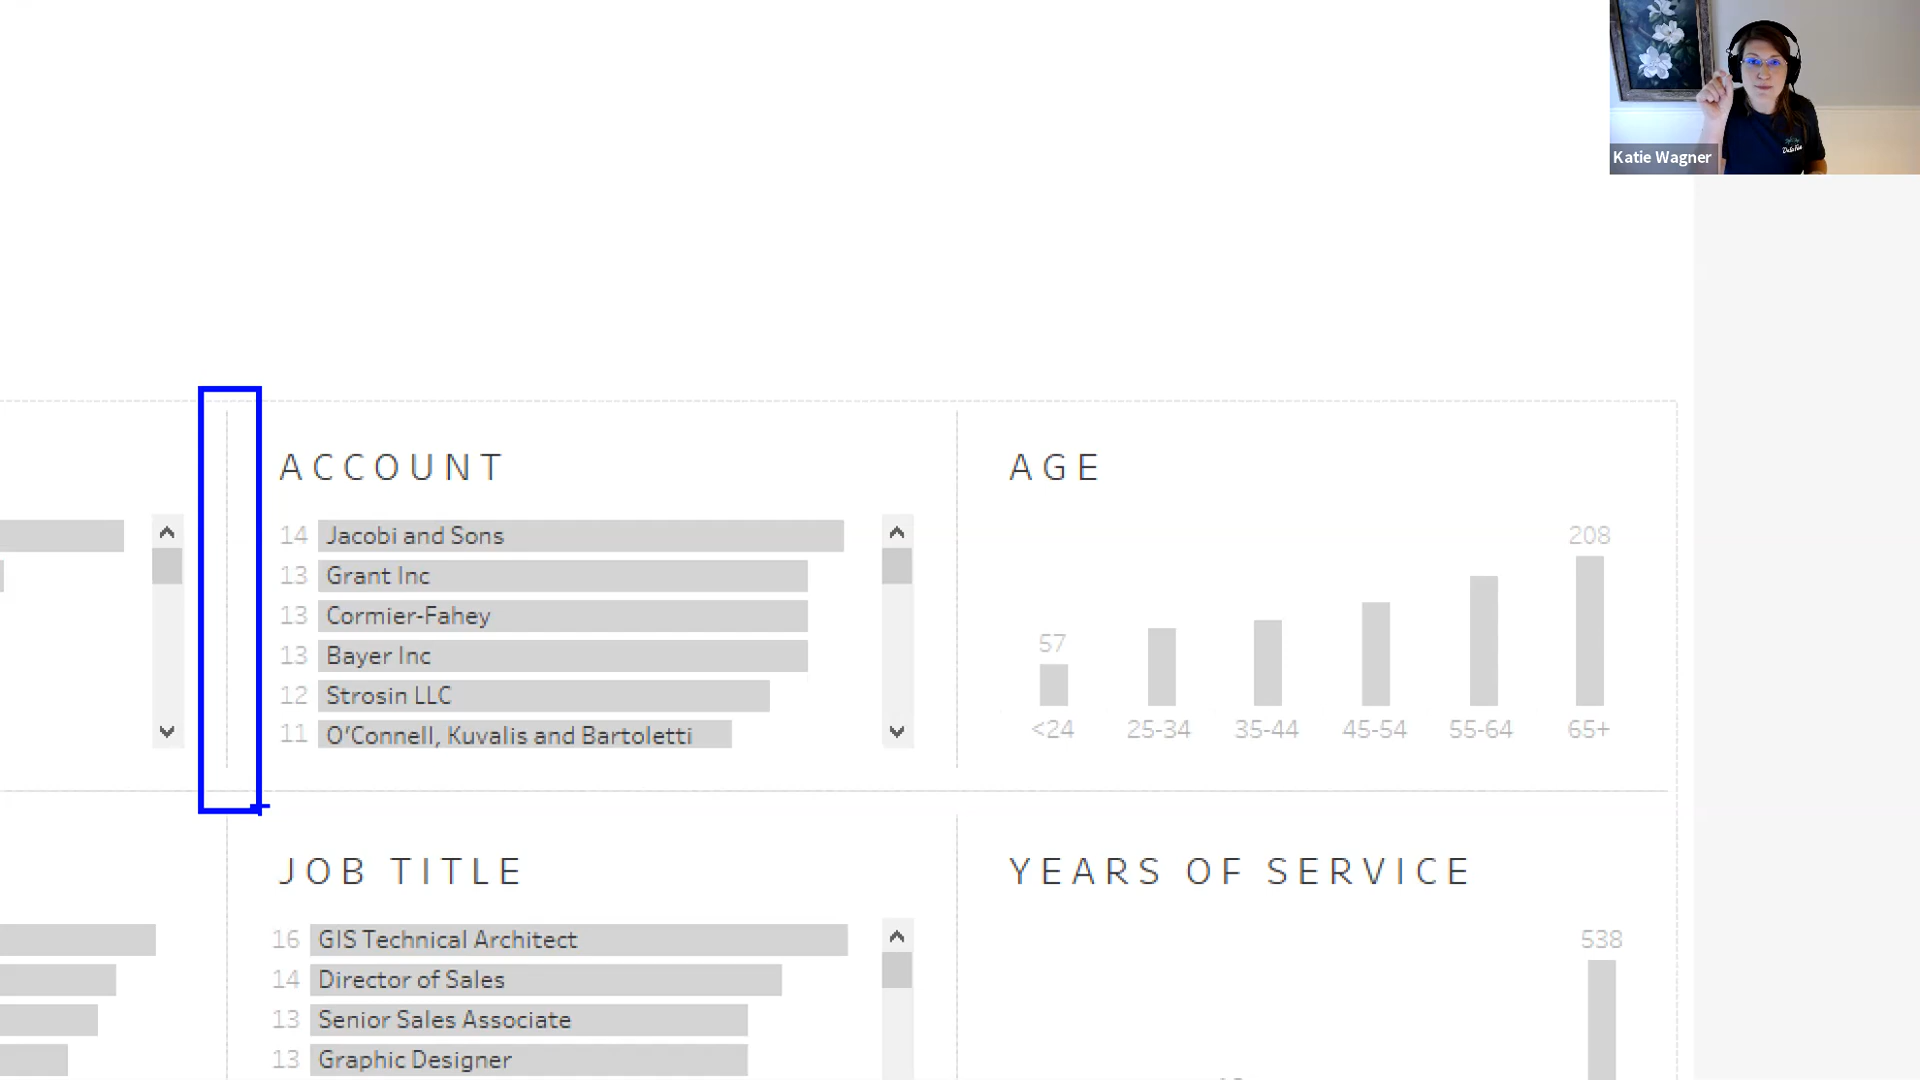 Katie Wagner
ACCOUNT
14 Jacobi and Sons
13 Grant Inc
13 Cormier-Fahey
13 Bayer Inc
12 Strosin LLC
11 O'Connell, Kuvalis and Bartoletti
AGE
208
57
<24 25-34 35-44 45-54 55-64 65+
JOB TITLE
16 GIS Technical Architect
14 Director of Sales
13 Senior Sales Associate
13 Graphic Designer
YEARS OF SERVICE
538